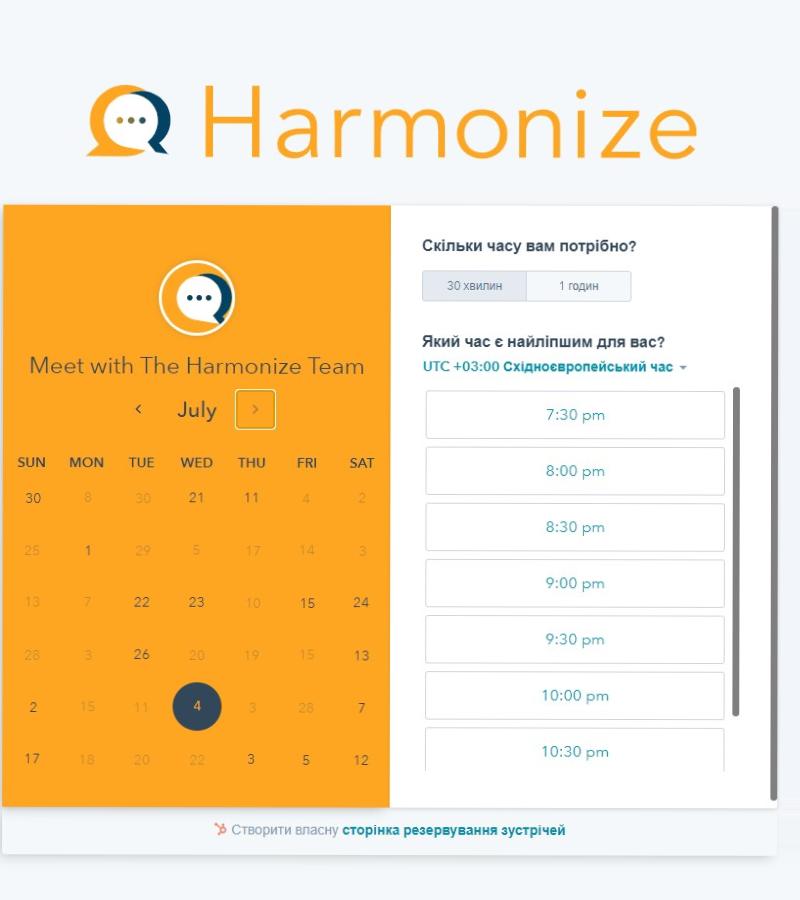 Harmonize
Meet with The Harmonize Team
July
SUN MON TUE WED THU FRI SAT
30 8 30 21 11 4 2
25 1 29 5 17 14 3
13 7 22 23 10 15 24
28 3 26 20 19 15 13
2 15 11 4 3 28 7
17 18 20 22 3 5 12
Скільки часу вам потрібно?
30 хвилин 1 годин
Який час є найліпшим для вас?
UTC +03:00 Східноєвропейський час
7:30 pm
8:00 pm
8:30 pm
9:00 pm
9:30 pm
10:00 pm
10:30 pm
Створити власну сторінка резервування зустрічей